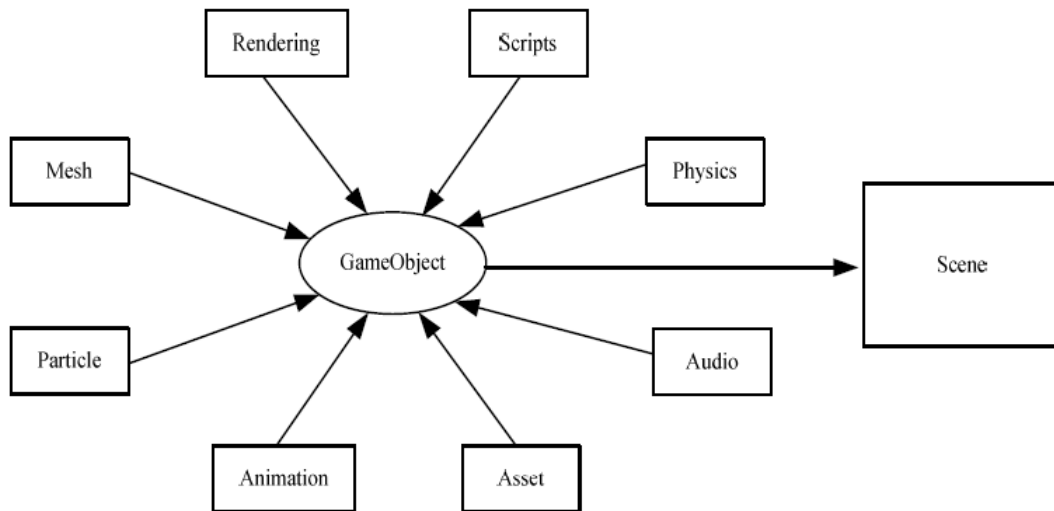 Rendering
Scripts
Mesh
Physics
GameObject
Scene
Particle
Audio
Animation
Asset